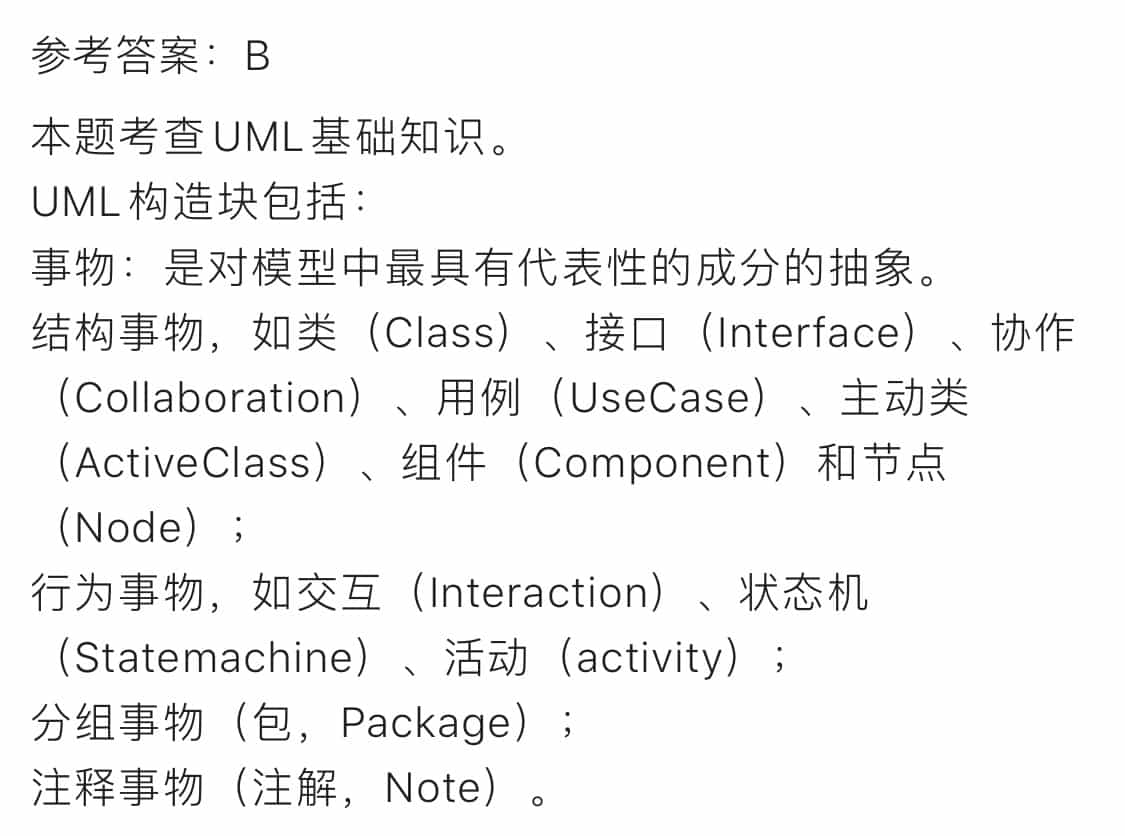 参考答案：B
本题考查UML基础知识。
UML构造块包括：
事物：是对模型中最具有代表性的成分的抽象。
结构事物，如类（Class）、接口（Interface）、协作
（Collaboration）、用例（UseCase）、主动类
（ActiveClass）、组件（Component）和节点
（Node）；
行为事物，如交互（Interaction）、状态机
（Statemachine）、活动（activity）；
分组事物（包，Package）；
注释事物（注解，Note）。